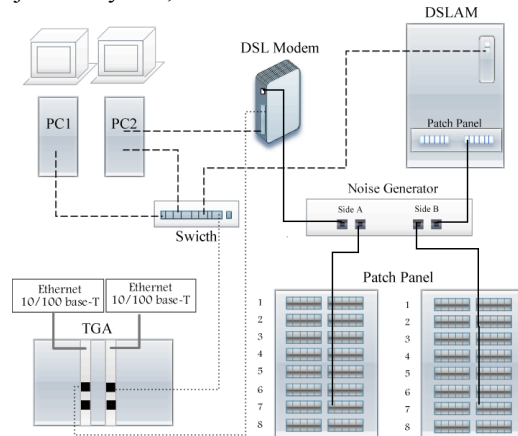 DSLAM
DSL Modem
PC1
PC2
Patch Panel
Noise Generator
Side A
Side B
Swicth
Ethernet
10/100 base-T
Ethernet
10/100 base-T
TGA
Patch Panel
1
2
3
4
5
6
7
8
1
2
3
4
5
6
7
8